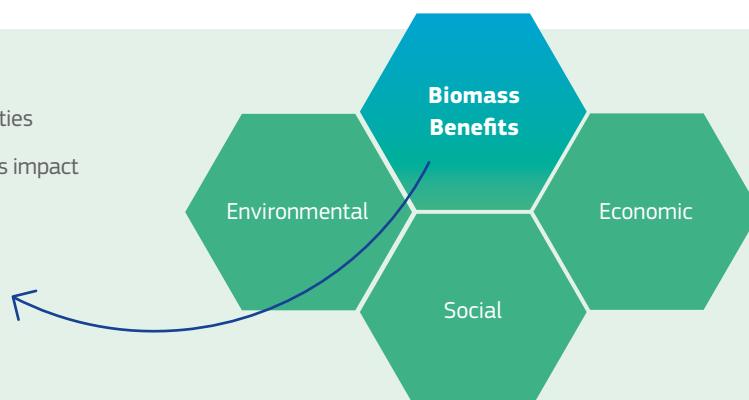 ties
s impact
Biomass
Benefits
Environmental
Economic
Social